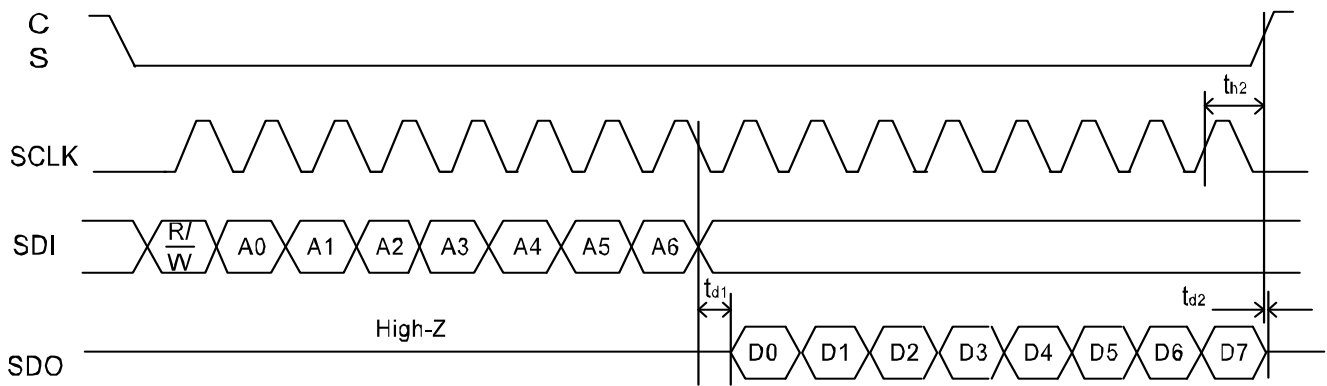 C
S
th2
SCLK
SDI R/ W A0 A1 A2 A3 A4 A5 A6
td1
td2
High-Z
SDO D0 D1 D2 D3 D4 D5 D6 D7